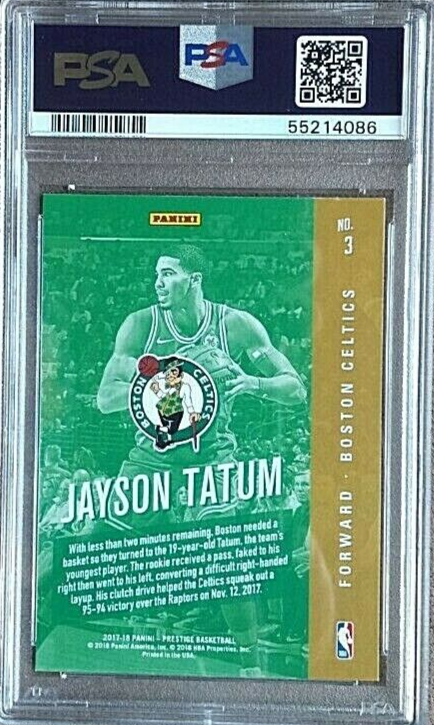 PSA
PSA
55214086
PANINI
NO.
3
BOSTON CELTICS
JAYSON TATUM
With less than two minutes remaining, Boston needed a
basket so they turned to the 19-year-old Tatum, the team's
youngest player. The rookie received a pass, faked to his
right then went to his left, converting a difficult right-handed
layup. His clutch drive helped the Celtics squeak out a
95-94 victory over the Raptors on Nov. 12, 2017.
2017-18 PANINI - PRESTIGE BASKETBALL
© 2018 Panini America, Inc. © 2018 NBA Properties, Inc.
Printed in the USA.
FORWARD · BOSTON CELTICS
NBA